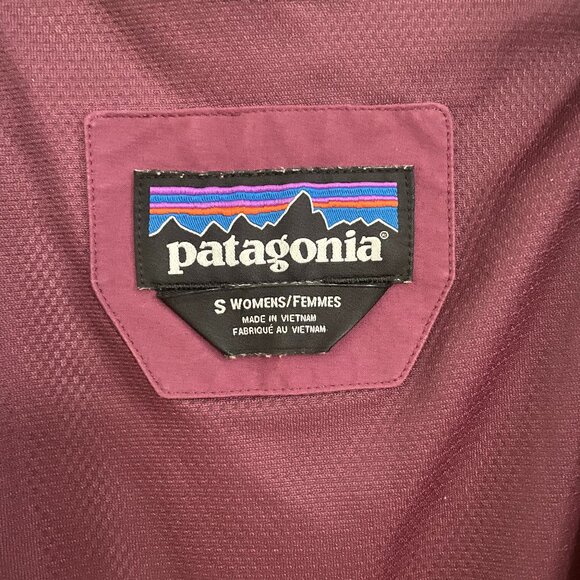 patagonia®
S WOMENS/FEMMES
MADE IN VIETNAM
FABRIQUÉ AU VIETNAM